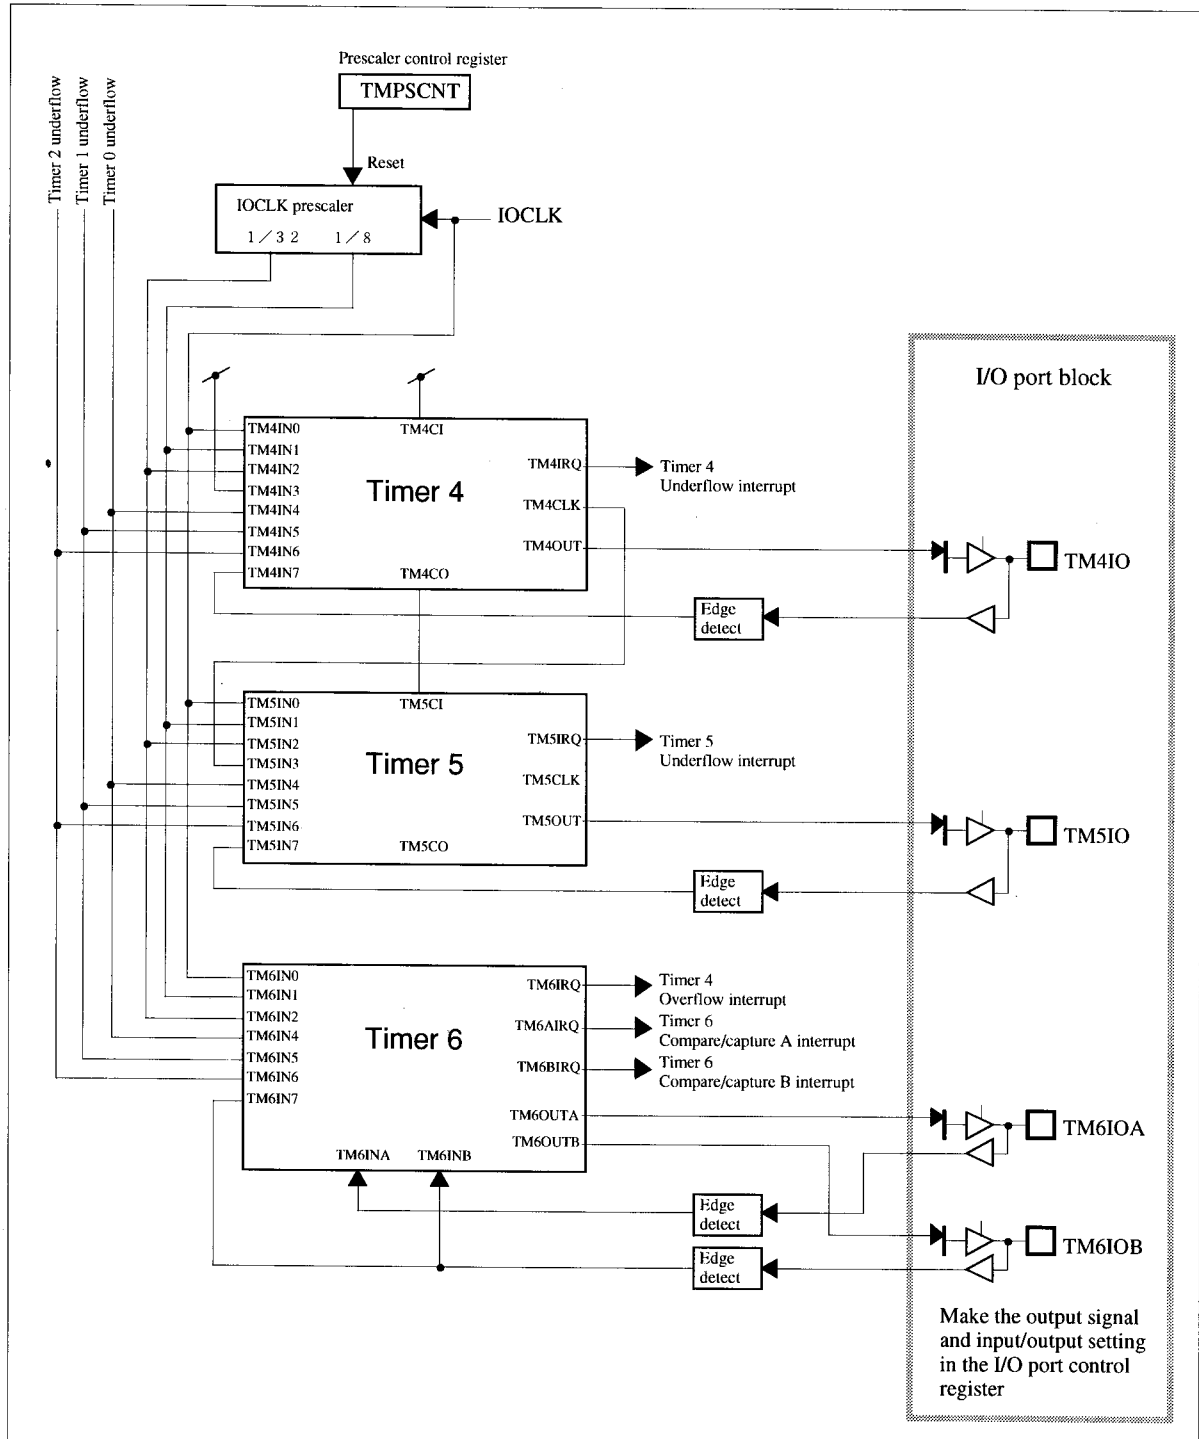 Prescaler control register
TMPSCNT
Reset
IOCLK prescaler
1／32 1／8
IOCLK
Timer 2 underflow
Timer 1 underflow
Timer 0 underflow
TM4IN0
TM4IN1
TM4IN2
TM4IN3
TM4IN4
TM4IN5
TM4IN6
TM4IN7
TM4CI
Timer 4
TM4CO
TM4IRQ
TM4CLK
TM4OUT
Timer 4
Underflow interrupt
Edge
detect
I/O port block
TM4IO
TM5IN0
TM5IN1
TM5IN2
TM5IN3
TM5IN4
TM5IN5
TM5IN6
TM5IN7
TM5CI
Timer 5
TM5CO
TM5IRQ
TM5CLK
TM5OUT
Timer 5
Underflow interrupt
Edge
detect
TM5IO
TM6IN0
TM6IN1
TM6IN2
TM6IN4
TM6IN5
TM6IN6
TM6IN7
Timer 6
TM6INA TM6INB
TM6IRQ
TM6AIRQ
TM6BIRQ
TM6OUTA
TM6OUTB
Timer 4
Overflow interrupt
Timer 6
Compare/capture A interrupt
Timer 6
Compare/capture B interrupt
Edge
detect
Edge
detect
TM6IOA
TM6IOB
Make the output signal
and input/output setting
in the I/O port control
register